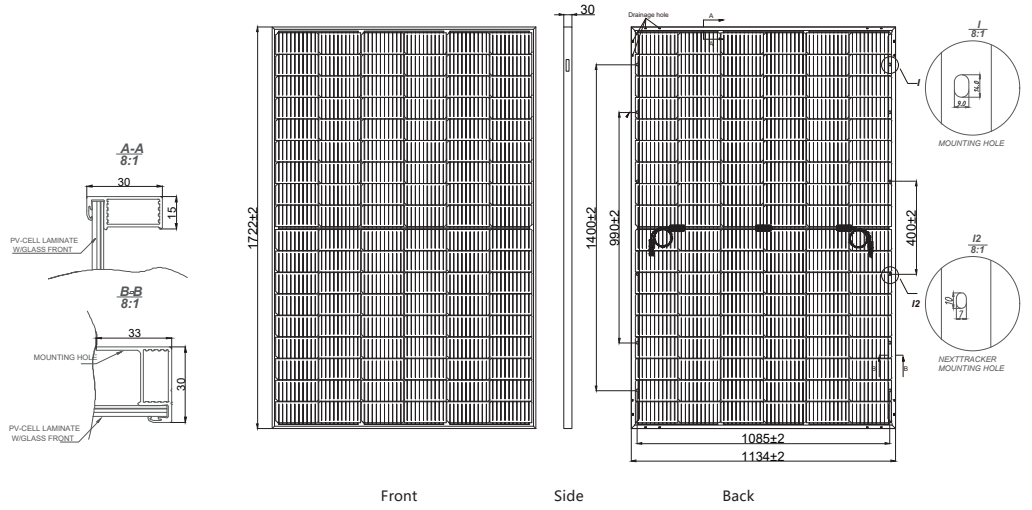 A-A
8:1
30
15
PV-CELL LAMINATE
W/GLASS FRONT
B-B
8:1
33
MOUNTING HOLE
30
PV-CELL LAMINATE
W/GLASS FRONT
1722±2
30
Drainage hole
A
A
1400±2
990±2
400±2
I
I2
B
B
1085±2
1134±2
I
8:1
14.0
9.0
MOUNTING HOLE
I2
8:1
10
7
NEXTTRACKER
MOUNTING HOLE
Front
Side
Back